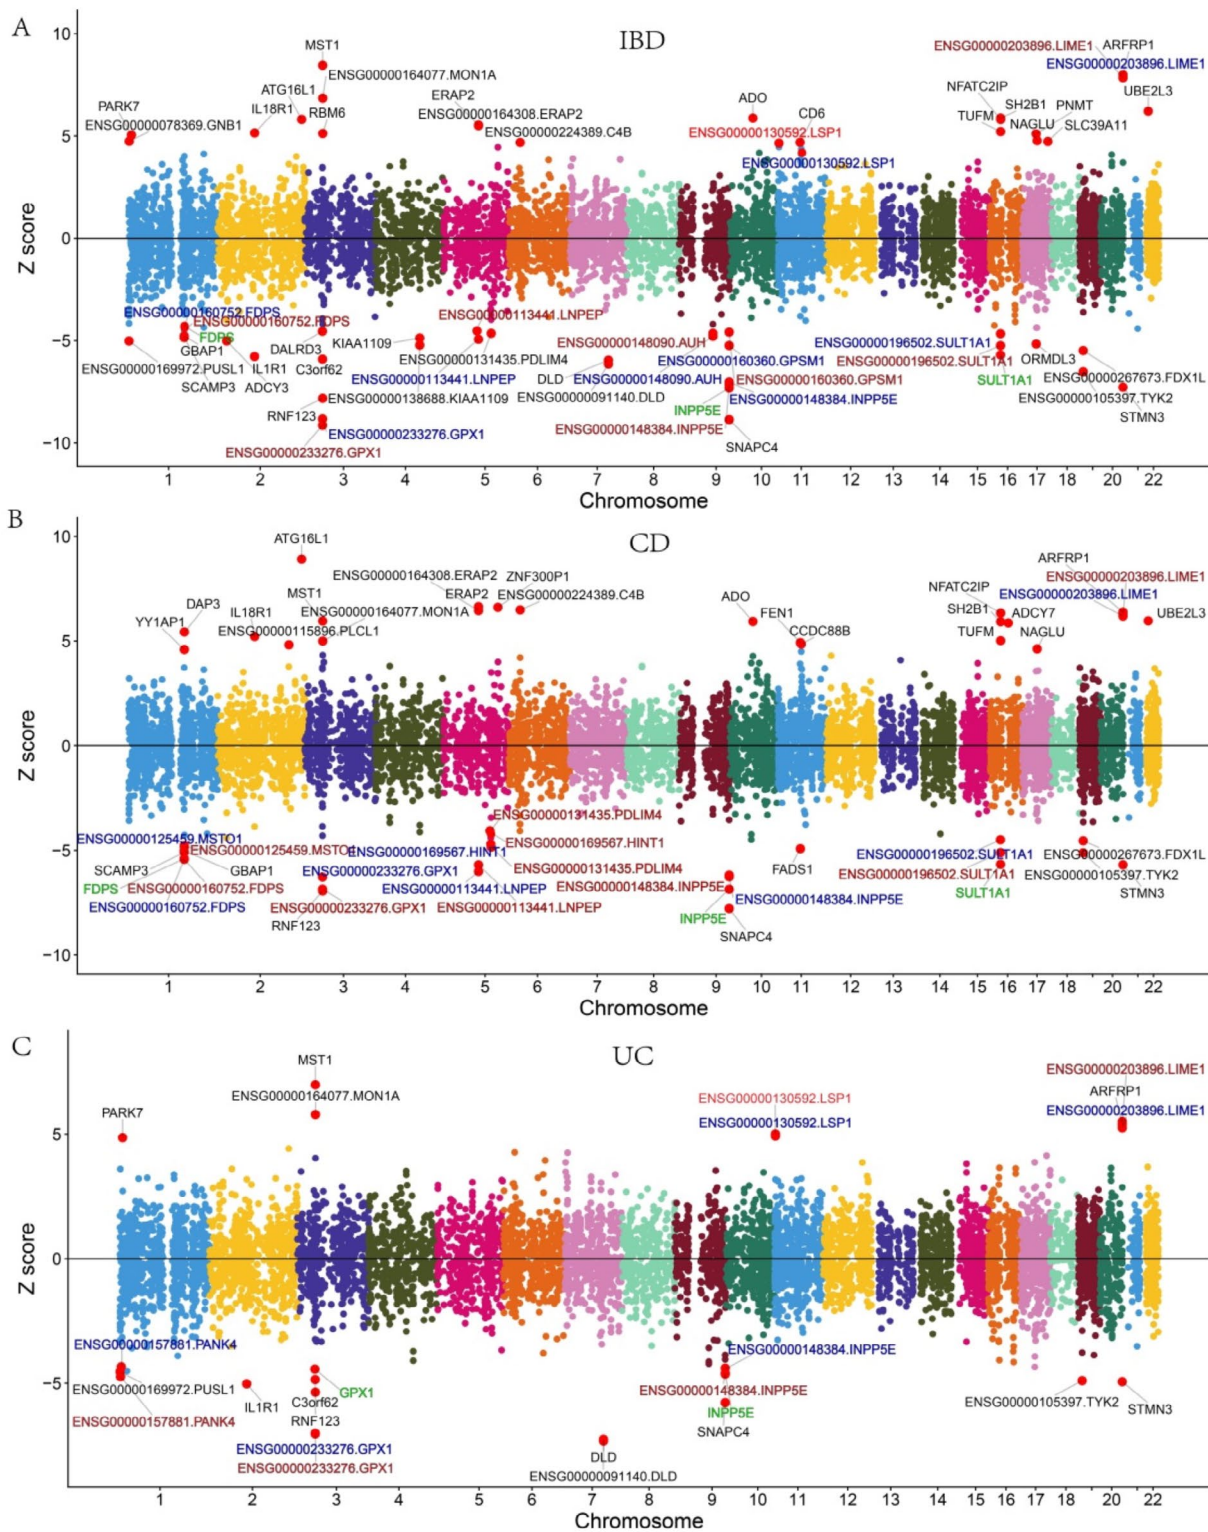 A
IBD
10
5
0
−5
−10
Z score
MST1
ENSG00000164077.MON1A
ATG16L1
IL18R1
RBM6
PARK7
ENSG00000078369.GNB1
ERAP2
ENSG00000164308.ERAP2
ENSG00000224389.C4B
ADO
CD6
ENSG00000130592.LSP1
ENSG00000130592.LSP1
ENSG00000203896.LIME1
ARFRP1
ENSG00000203896.LIME1
NFATC2IP
SH2B1
PNMT
UBE2L3
TUFM
NAGLU
SLC39A11
ENSG00000160752.FDPS
ENSG00000160752.FDPS
FDPS
GBAP1
ENSG00000169972.PUSL1
SCAMP3
IL1R1
ADCY3
DALRD3
C3orf62
KIAA1109
ENSG00000113441.LNPEP
ENSG00000131435.PDLIM4
ENSG00000113441.LNPEP
ENSG00000138688.KIAA1109
RNF123
ENSG00000233276.GPX1
ENSG00000233276.GPX1
ENSG00000148090.AUH
ENSG00000160360.GPSM1
DLD
ENSG00000148090.AUH
ENSG00000160360.GPSM1
ENSG00000091140.DLD
ENSG00000148384.INPP5E
INPP5E
ENSG00000148384.INPP5E
SNAPC4
ENSG00000196502.SULT1A1
ENSG00000196502.SULT1A1
SULT1A1
ORMDL3
ENSG00000267673.FDX1L
ENSG00000105397.TYK2
STMN3
1 2 3 4 5 6 7 8 9 10 11 12 13 14 15 16 17 18 19 20 22
Chromosome
B
CD
10
5
0
−5
−10
Z score
ATG16L1
DAP3
YY1AP1
IL18R1
MST1
ENSG00000164077.MON1A
ENSG00000115896.PLCL1
ENSG00000164308.ERAP2
ZNF300P1
ERAP2
ENSG00000224389.C4B
ADO
FEN1
CCDC88B
ARFRP1
ENSG00000203896.LIME1
NFATC2IP
ENSG00000203896.LIME1
SH2B1
ADCY7
UBE2L3
TUFM
NAGLU
ENSG00000125459.MSTO1
ENSG00000125459.MSTO1
SCAMP3
GBAP1
FDPS
ENSG00000160752.FDPS
ENSG00000160752.FDPS
ENSG00000131435.PDLIM4
ENSG00000169567.HINT1
ENSG00000169567.HINT1
ENSG00000233276.GPX1
ENSG00000131435.PDLIM4
ENSG00000113441.LNPEP
ENSG00000233276.GPX1
ENSG00000113441.LNPEP
RNF123
ENSG00000148384.INPP5E
ENSG00000148384.INPP5E
INPP5E
SNAPC4
FADS1
ENSG00000196502.SULT1A1
ENSG00000196502.SULT1A1
SULT1A1
ENSG00000267673.FDX1L
ENSG00000105397.TYK2
STMN3
1 2 3 4 5 6 7 8 9 10 11 12 13 14 15 16 17 18 19 20 22
Chromosome
C
UC
5
0
−5
Z score
MST1
ENSG00000164077.MON1A
PARK7
ENSG00000130592.LSP1
ENSG00000130592.LSP1
ENSG00000203896.LIME1
ARFRP1
ENSG00000203896.LIME1
ENSG00000157881.PANK4
ENSG00000169972.PUSL1
ENSG00000157881.PANK4
IL1R1
GPX1
C3orf62
RNF123
ENSG00000233276.GPX1
ENSG00000233276.GPX1
DLD
ENSG00000091140.DLD
ENSG00000148384.INPP5E
ENSG00000148384.INPP5E
INPP5E
SNAPC4
ENSG00000105397.TYK2
STMN3
1 2 3 4 5 6 7 8 9 10 11 12 13 14 15 16 17 18 20 22
Chromosome